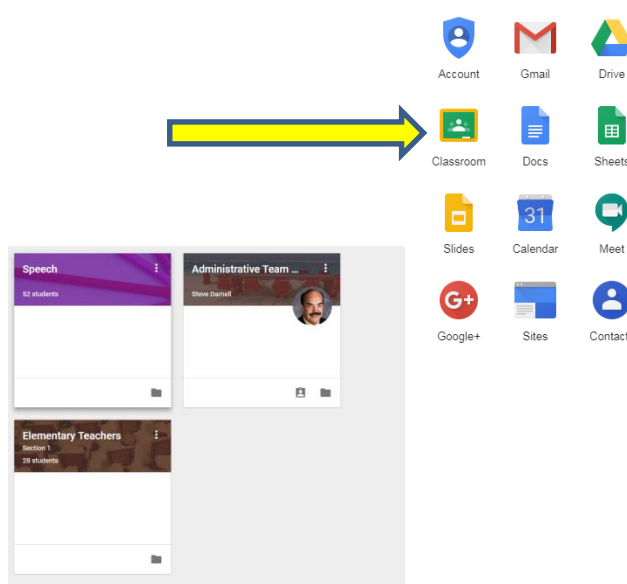 Account Gmail Drive
Classroom Docs Sheets
31
Slides Calendar Meet
G+
Google+ Sites Contact
Speech
52 students
Administrative Team ...
Steve Darnell
Elementary Teachers
Section 1
28 students